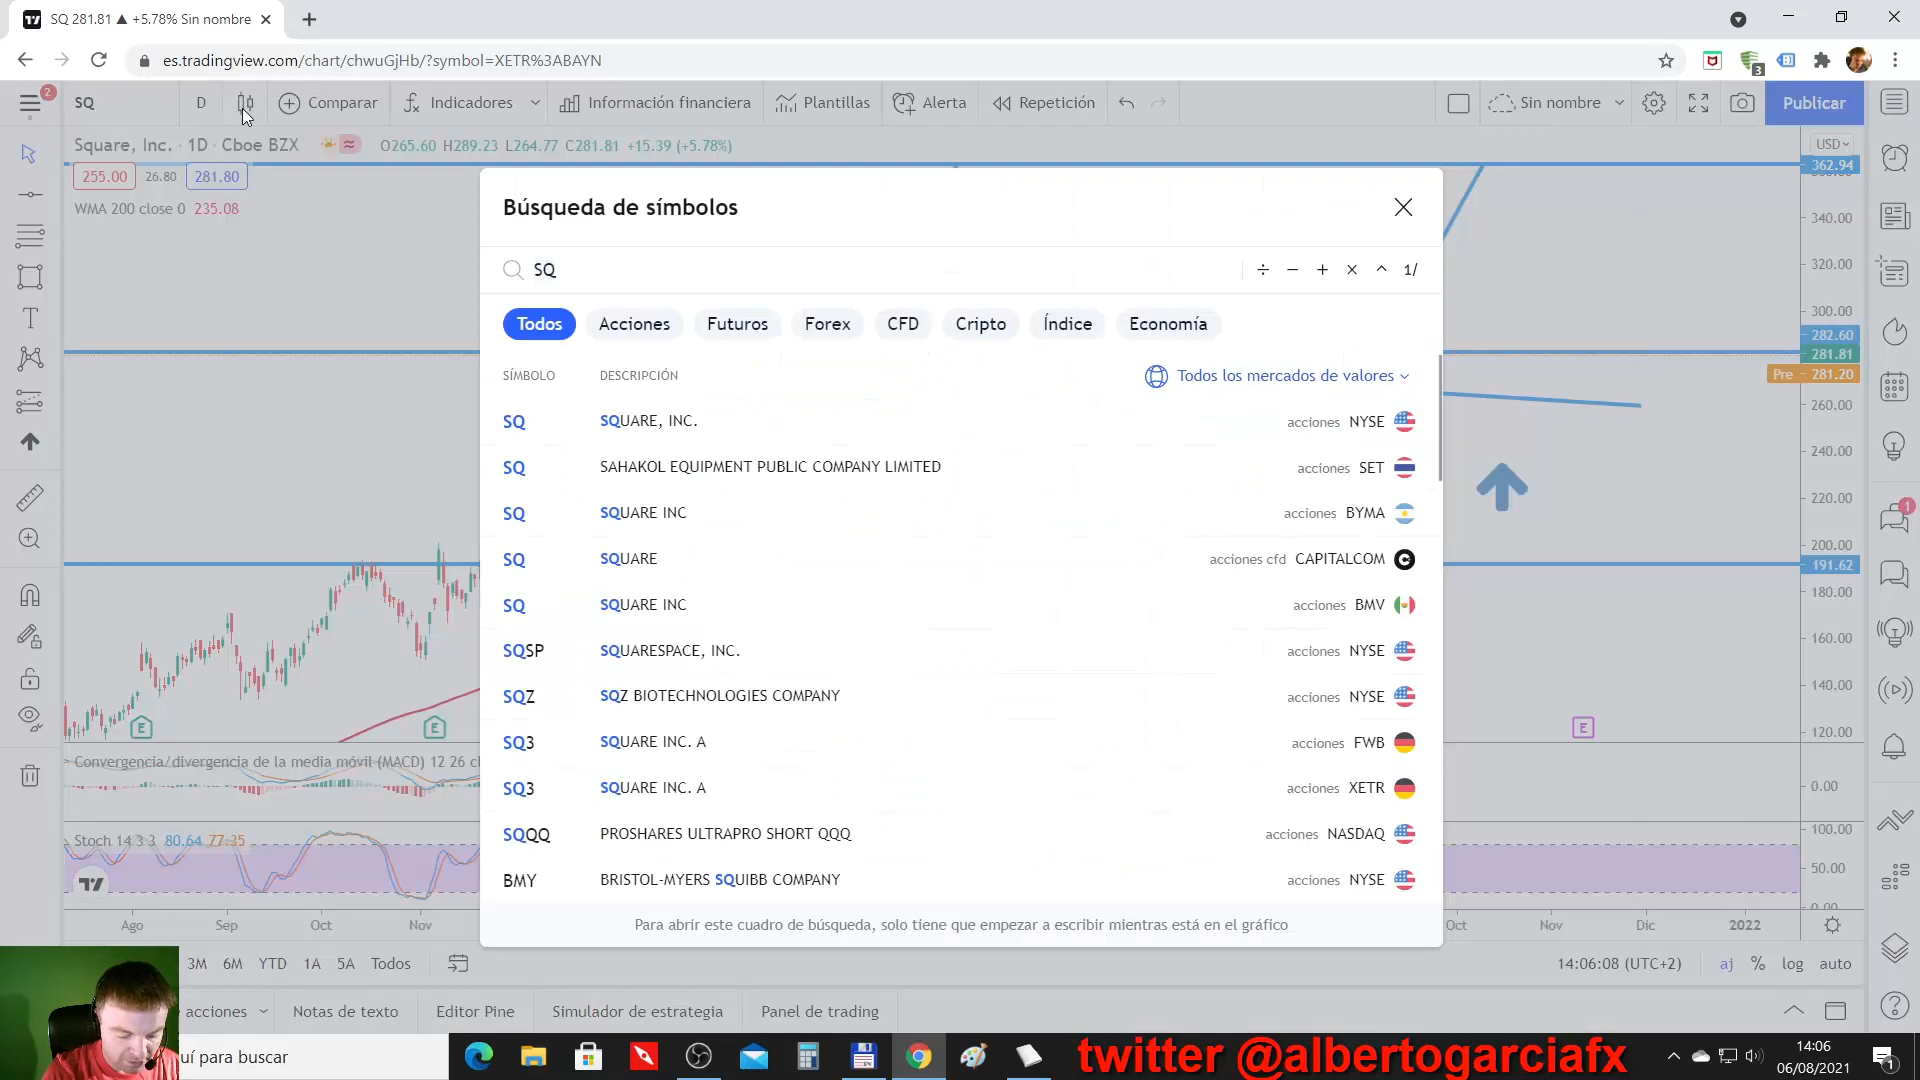 SQ 281.81 ▲ +5.78% Sin nombre
es.tradingview.com/chart/chwuGjHb/?symbol=XETR%3ABAYN
3
2
SQ D Comparar Indicadores Información financiera Plantillas Alerta Repetición Sin nombre Publicar
Square, Inc. · 1D · Cboe BZX O265.60 H289.23 L264.77 C281.81 +15.39 (+5.78%)
USD
255.00 26.80 281.80
362.94
WMA 200 close 0 235.08
340.00
320.00
300.00
282.60
281.81
Pre 281.20
260.00
240.00
220.00
200.00
191.62
180.00
160.00
140.00
120.00
Búsqueda de símbolos
SQ ÷ − + × ^ 1/
Todos Acciones Futuros Forex CFD Cripto Índice Economía
SÍMBOLO DESCRIPCIÓN Todos los mercados de valores
SQ SQUARE, INC. acciones NYSE
SQ SAHAKOL EQUIPMENT PUBLIC COMPANY LIMITED acciones SET
SQ SQUARE INC acciones BYMA
SQ SQUARE acciones cfd CAPITALCOM
SQ SQUARE INC acciones BMV
SQSP SQUARESPACE, INC. acciones NYSE
SQZ SQZ BIOTECHNOLOGIES COMPANY acciones NYSE
SQ3 SQUARE INC. A acciones FWB
SQ3 SQUARE INC. A acciones XETR
SQQQ PROSHARES ULTRAPRO SHORT QQQ acciones NASDAQ
BMY BRISTOL-MYERS SQUIBB COMPANY acciones NYSE
Para abrir este cuadro de búsqueda, solo tiene que empezar a escribir mientras está en el gráfico
1
E E E
Convergencia/divergencia de la media móvil (MACD) 12 26 cl
0.00
Stoch 14 3 3 80.64 77.35
100.00
50.00
0.00
Ago Sep Oct Nov Oct Nov Dic 2022
3M 6M YTD 1A 5A Todos 14:06:08 (UTC+2) aj % log auto
acciones Notas de texto Editor Pine Simulador de estrategia Panel de trading
uí para buscar
twitter @albertogarciafx
14:06
06/08/2021
1